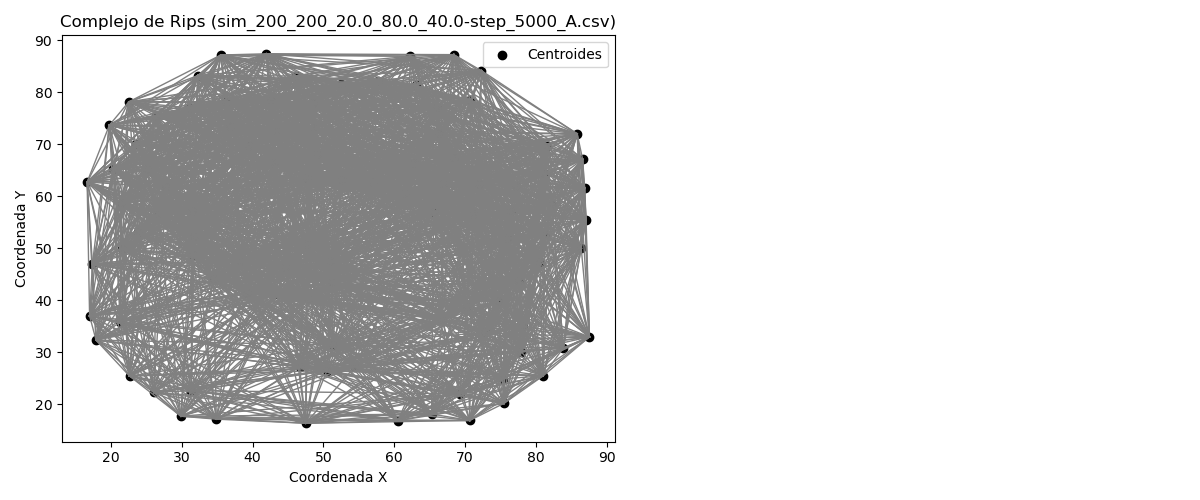 Complejo de Rips (sim_200_200_20.0_80.0_40.0-step_5000_A.csv)
Centroides
90
80
70
60
50
40
30
20
Coordenada Y
20 30 40 50 60 70 80 90
Coordenada X